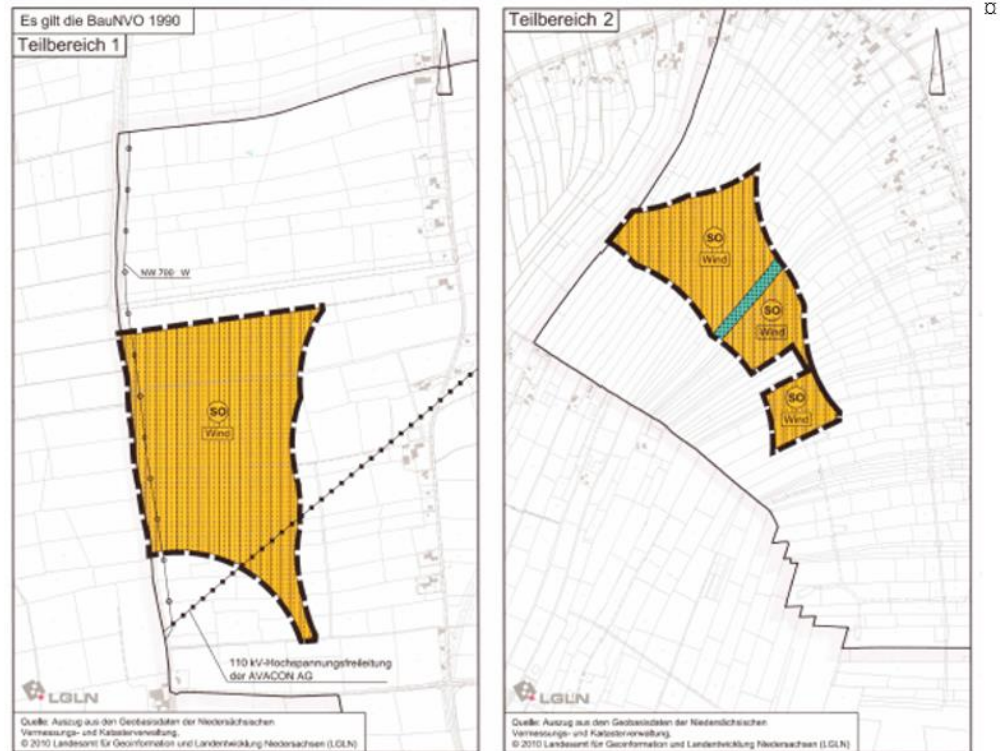 Es gilt die BauNVO 1990
Teilbereich 1
NW 700 W
SO
Wind
110 kV-Hochspannungsfreileitung
der AVACON AG
LGLN
Quelle: Auszug aus den Geobasisdaten der Niedersächsischen
Vermessungs- und Katasterverwaltung,
© 2010 Landesamt für Geoinformation und Landentwicklung Niedersachsen (LGLN)
Teilbereich 2
SO
Wind
SO
Wind
SO
Wind
LGLN
Quelle: Auszug aus den Geobasisdaten der Niedersächsischen
Vermessungs- und Katasterverwaltung,
© 2010 Landesamt für Geoinformation und Landentwicklung Niedersachsen (LGLN)